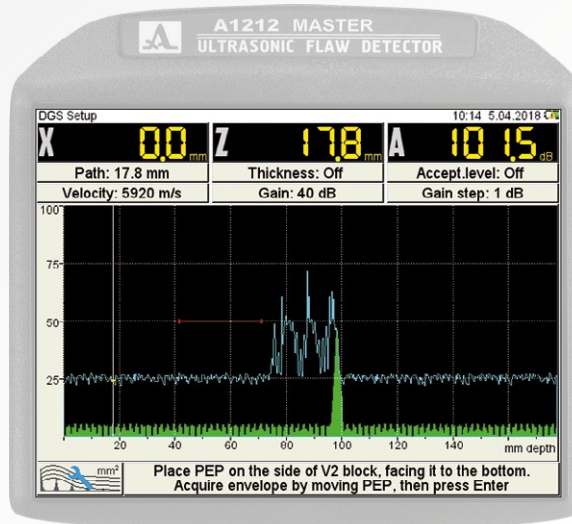 A1212 MASTER
ULTRASONIC FLAW DETECTOR
DGS Setup 10:14 5.04.2018
X 0.0 mm Z 17.8 mm A 101.5 dB
Path: 17.8 mm Thickness: Off Accept.level: Off
Velocity: 5920 m/s Gain: 40 dB Gain step: 1 dB
100
75
50
25
20 40 60 80 100 120 140 mm depth
mm²
Place PEP on the side of V2 block, facing it to the bottom.
Acquire envelope by moving PEP, then press Enter